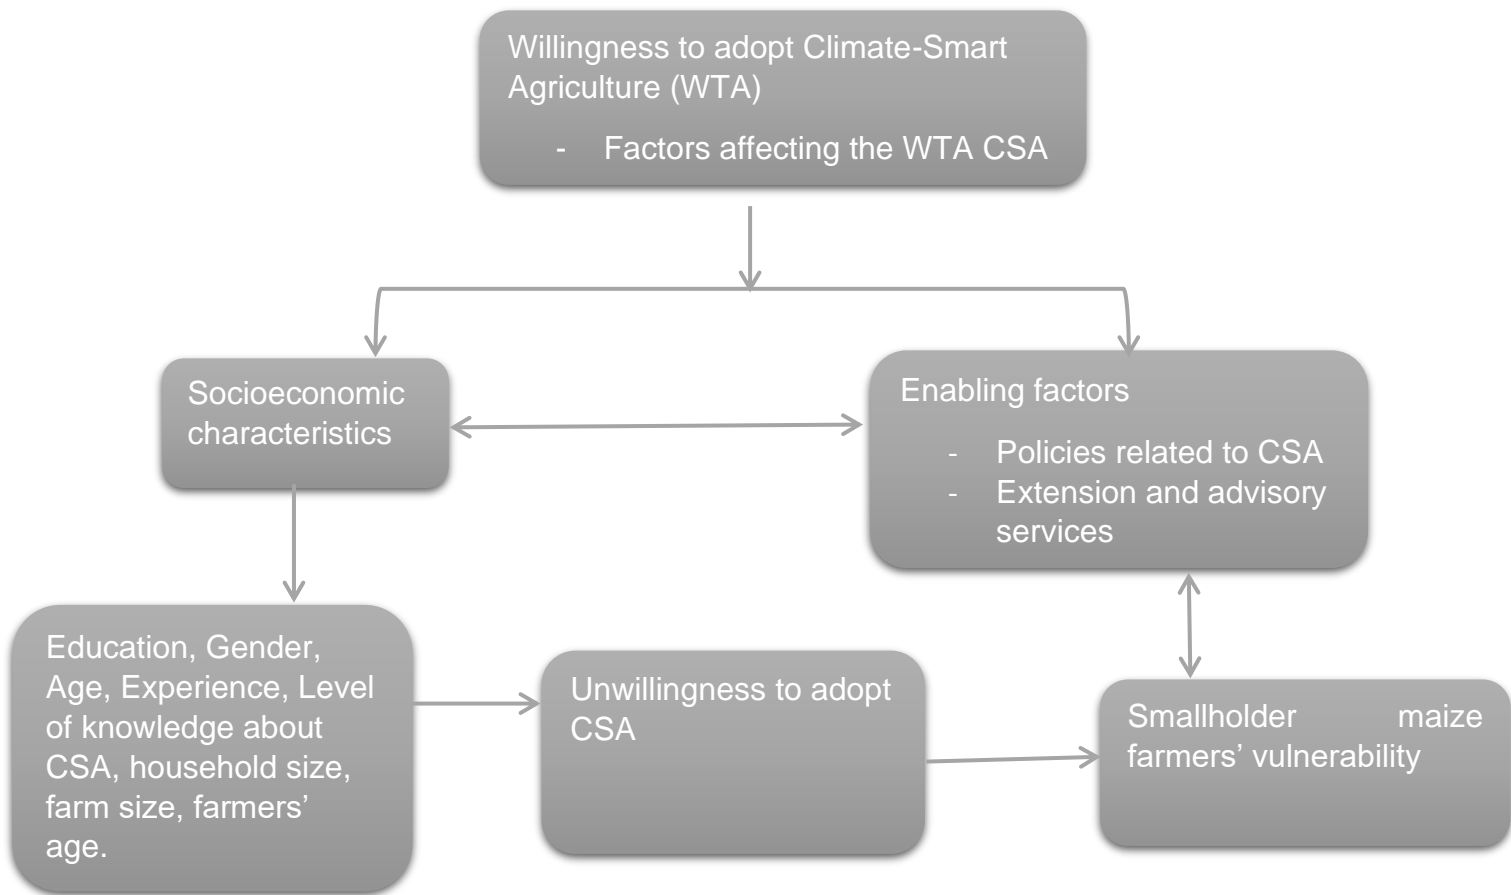 Willingness to adopt Climate-Smart
Agriculture (WTA)
- Factors affecting the WTA CSA
Socioeconomic
characteristics
Enabling factors
- Policies related to CSA
- Extension and advisory
services
Education, Gender,
Age, Experience, Level
of knowledge about
CSA, household size,
farm size, farmers’
age.
Unwillingness to adopt
CSA
Smallholder maize
farmers’ vulnerability